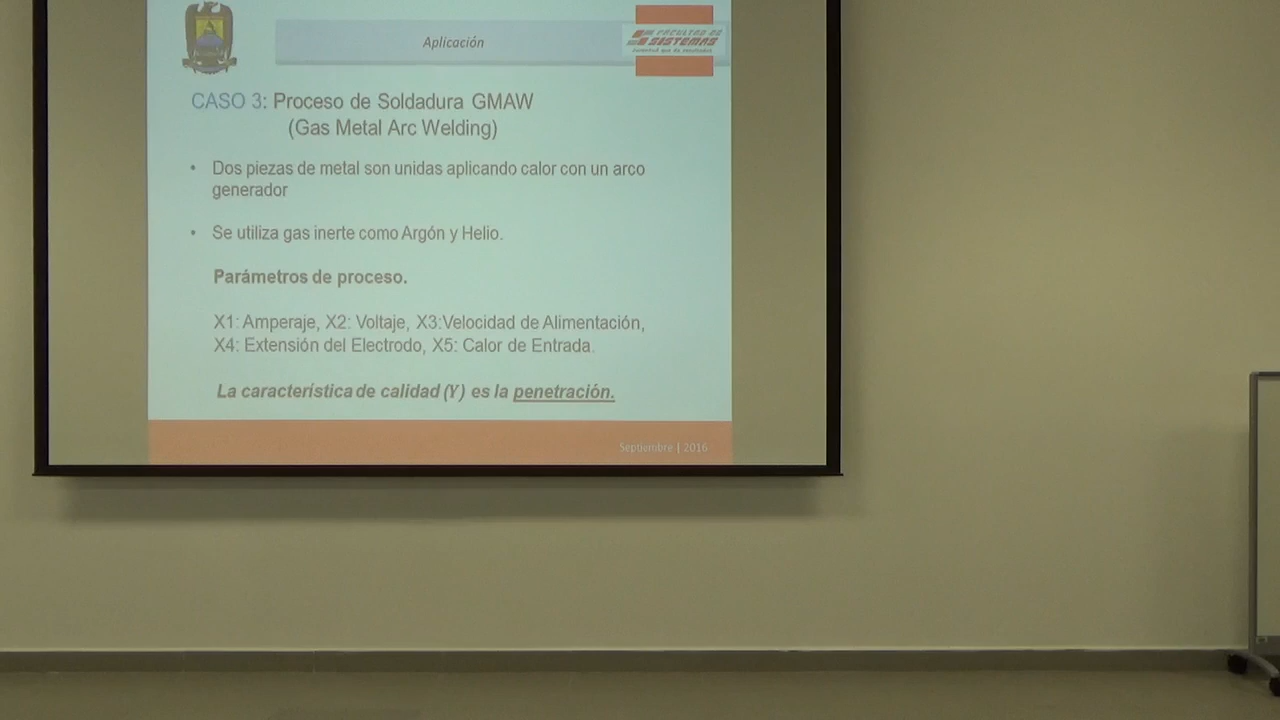 Aplicación
FACULTAD DE
SISTEMAS
CASO 3: Proceso de Soldadura GMAW
(Gas Metal Arc Welding)
• Dos piezas de metal son unidas aplicando calor con un arco
generador
• Se utiliza gas inerte como Argón y Helio.
Parámetros de proceso.
X1: Amperaje, X2: Voltaje, X3:Velocidad de Alimentación,
X4: Extensión del Electrodo, X5: Calor de Entrada.
La característica de calidad (Y) es la penetración.
Septiembre | 2016